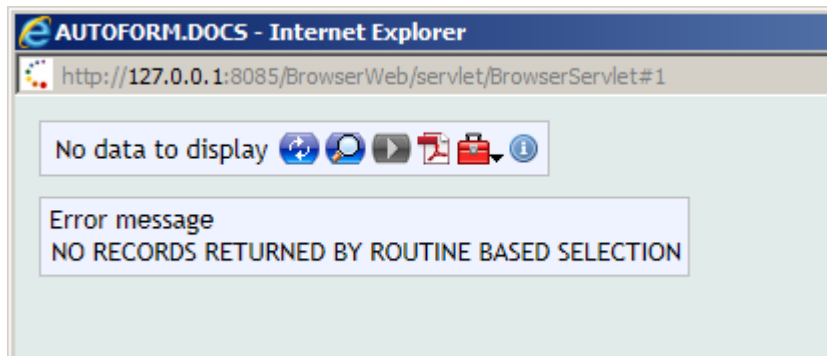 AUTOFORM.DOCS - Internet Explorer
http://127.0.0.1:8085/BrowserWeb/servlet/BrowserServlet#1
No data to display
Error message
NO RECORDS RETURNED BY ROUTINE BASED SELECTION